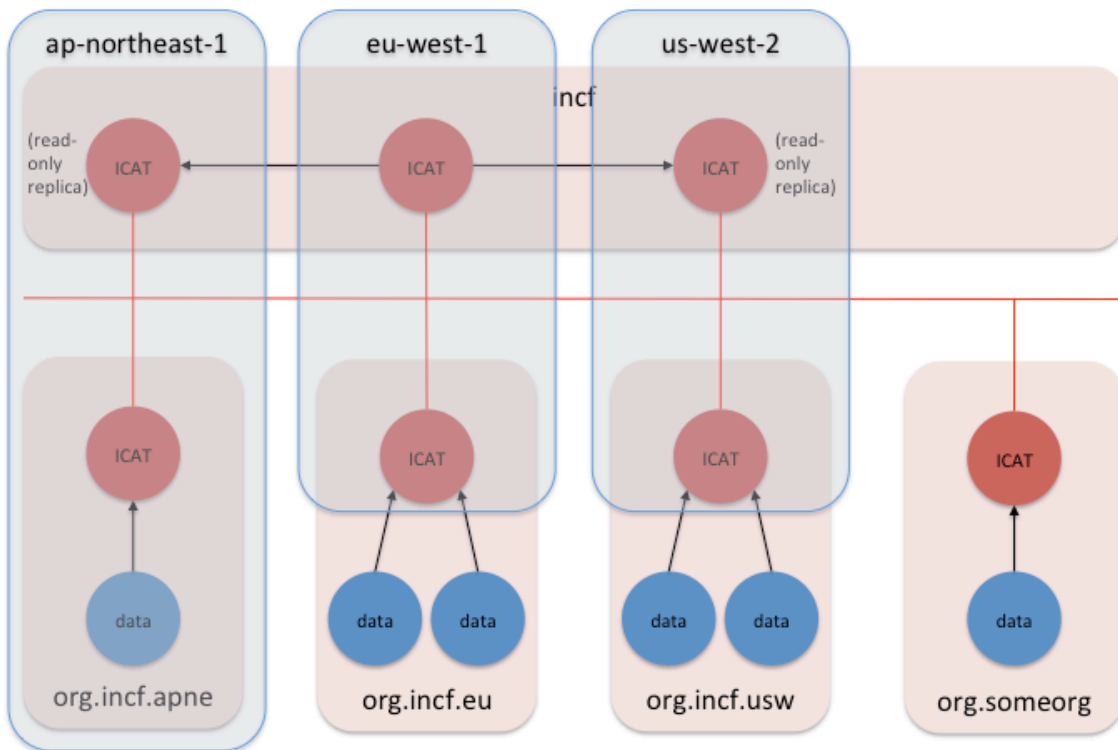 ap-northeast-1
eu-west-1
us-west-2
incf
(read-
only
replica)
ICAT
ICAT
ICAT
(read-
only
replica)
ICAT
ICAT
ICAT
ICAT
data
data
data
data
data
data
org.incf.apne
org.incf.eu
org.incf.usw
org.someorg